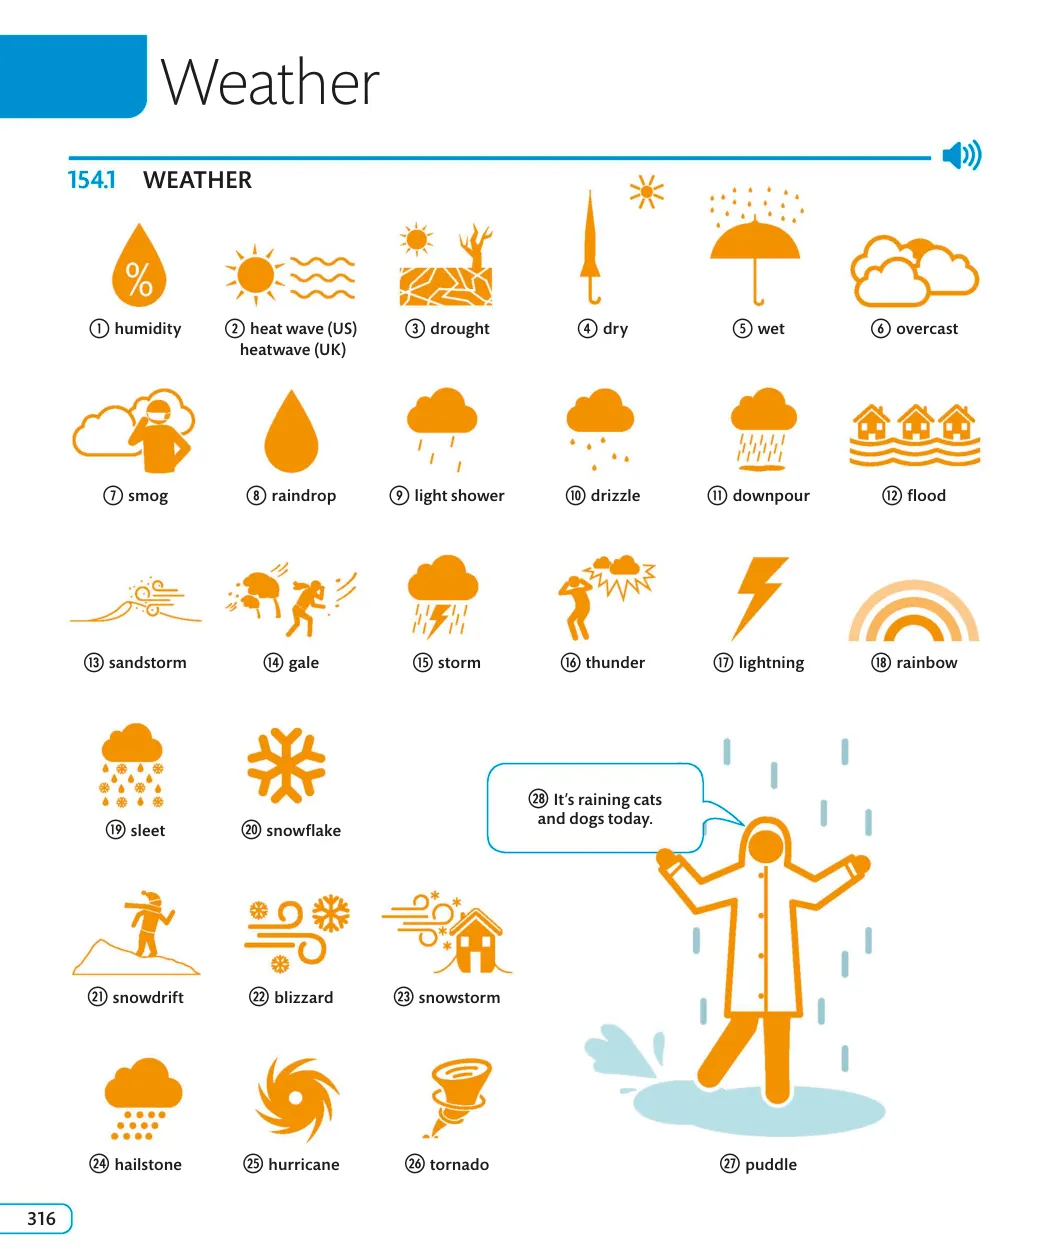 Weather
154.1 WEATHER
%
① humidity
② heat wave (US)
heatwave (UK)
③ drought
④ dry
⑤ wet
⑥ overcast
⑦ smog
⑧ raindrop
⑨ light shower
⑩ drizzle
⑪ downpour
⑫ flood
⑬ sandstorm
⑭ gale
⑮ storm
⑯ thunder
⑰ lightning
⑱ rainbow
⑲ sleet
⑳ snowflake
㉘ It’s raining cats
and dogs today.
㉑ snowdrift
㉒ blizzard
㉓ snowstorm
㉔ hailstone
㉕ hurricane
㉖ tornado
㉗ puddle
316